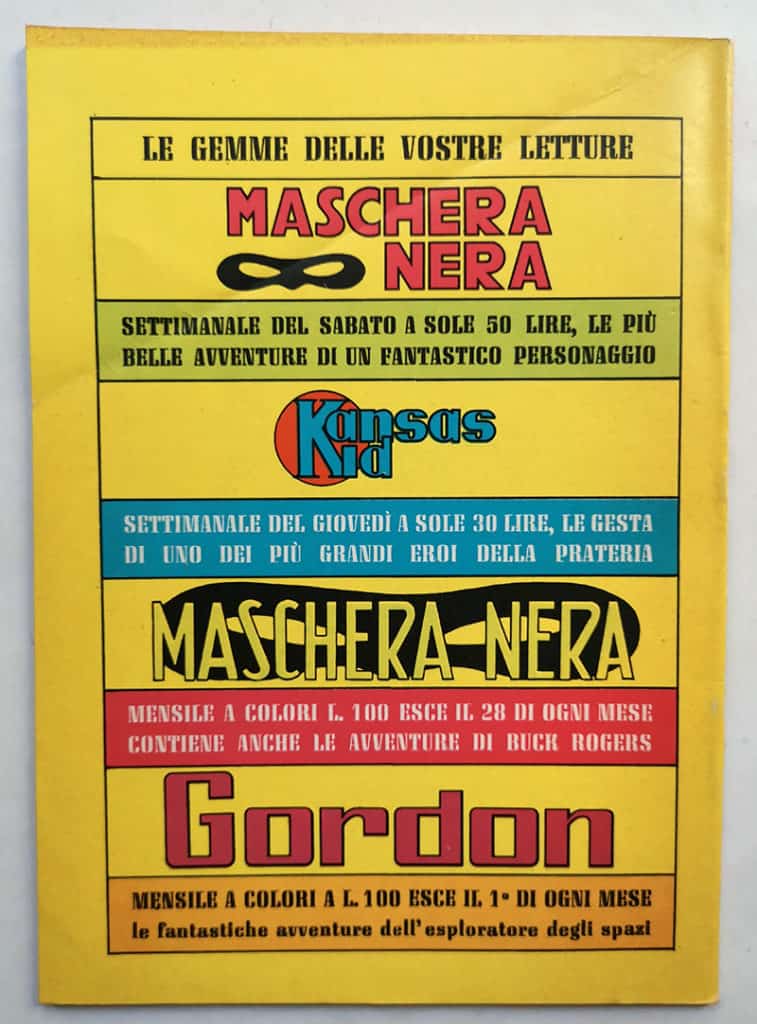 LE GEMME DELLE VOSTRE LETTURE
MASCHERA
NERA
SETTIMANALE DEL SABATO A SOLE 50 LIRE, LE PIÙ
BELLE AVVENTURE DI UN FANTASTICO PERSONAGGIO
Kansas
Kid
SETTIMANALE DEL GIOVEDÌ A SOLE 30 LIRE, LE GESTA
DI UNO DEI PIÙ GRANDI EROI DELLA PRATERIA
MASCHERA NERA
MENSILE A COLORI L. 100 ESCE IL 28 DI OGNI MESE
CONTIENE ANCHE LE AVVENTURE DI BUCK ROGERS
Gordon
MENSILE A COLORI A L. 100 ESCE IL 1° DI OGNI MESE
le fantastiche avventure dell'esploratore degli spazi